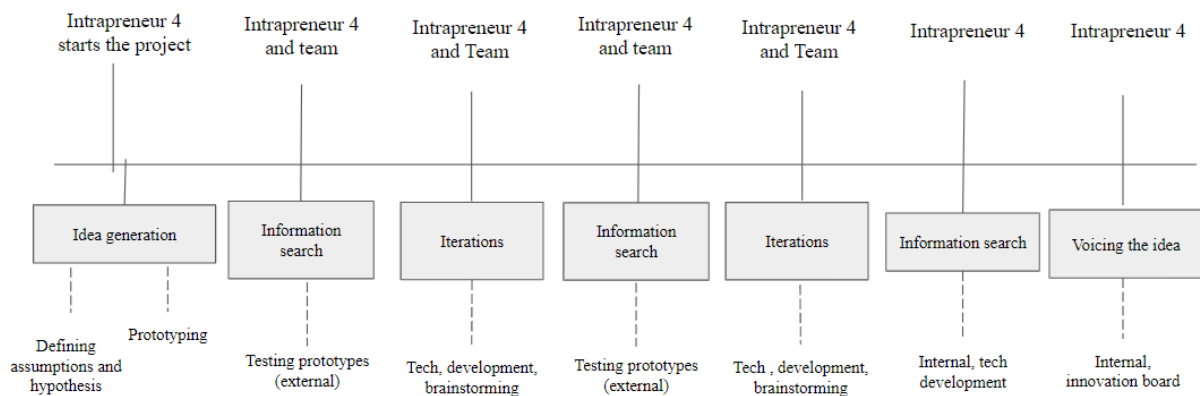 Intrapreneur 4
starts the project
Intrapreneur 4
and team
Intrapreneur 4
and Team
Intrapreneur 4
and team
Intrapreneur 4
and Team
Intrapreneur 4
Intrapreneur 4
Idea generation
Information
search
Iterations
Information
search
Iterations
Information search
Voicing the idea
Defining
assumptions and
hypothesis
Prototyping
Testing prototypes
(external)
Tech, development,
brainstorming
Testing prototypes
(external)
Tech , development,
brainstorming
Internal, tech
development
Internal,
innovation board